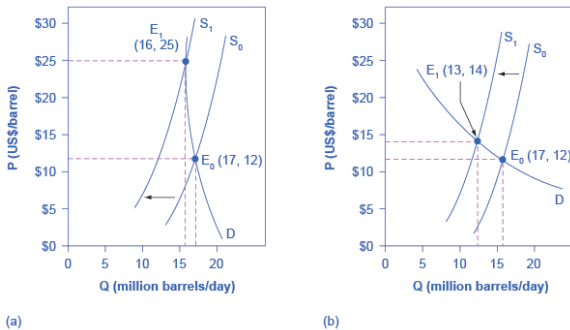 $30
$25
$20
$15
$10
$5
$0
P (US$/barrel)
E1
(16, 25)
S1
S0
E0 (17, 12)
D
0 5 10 15 20
Q (million barrels/day)
(a)
$30
$25
$20
$15
$10
$5
$0
P (US$/barrel)
S1
S0
E1 (13, 14)
E0 (17, 12)
D
0 5 10 15 20
Q (million barrels/day)
(b)